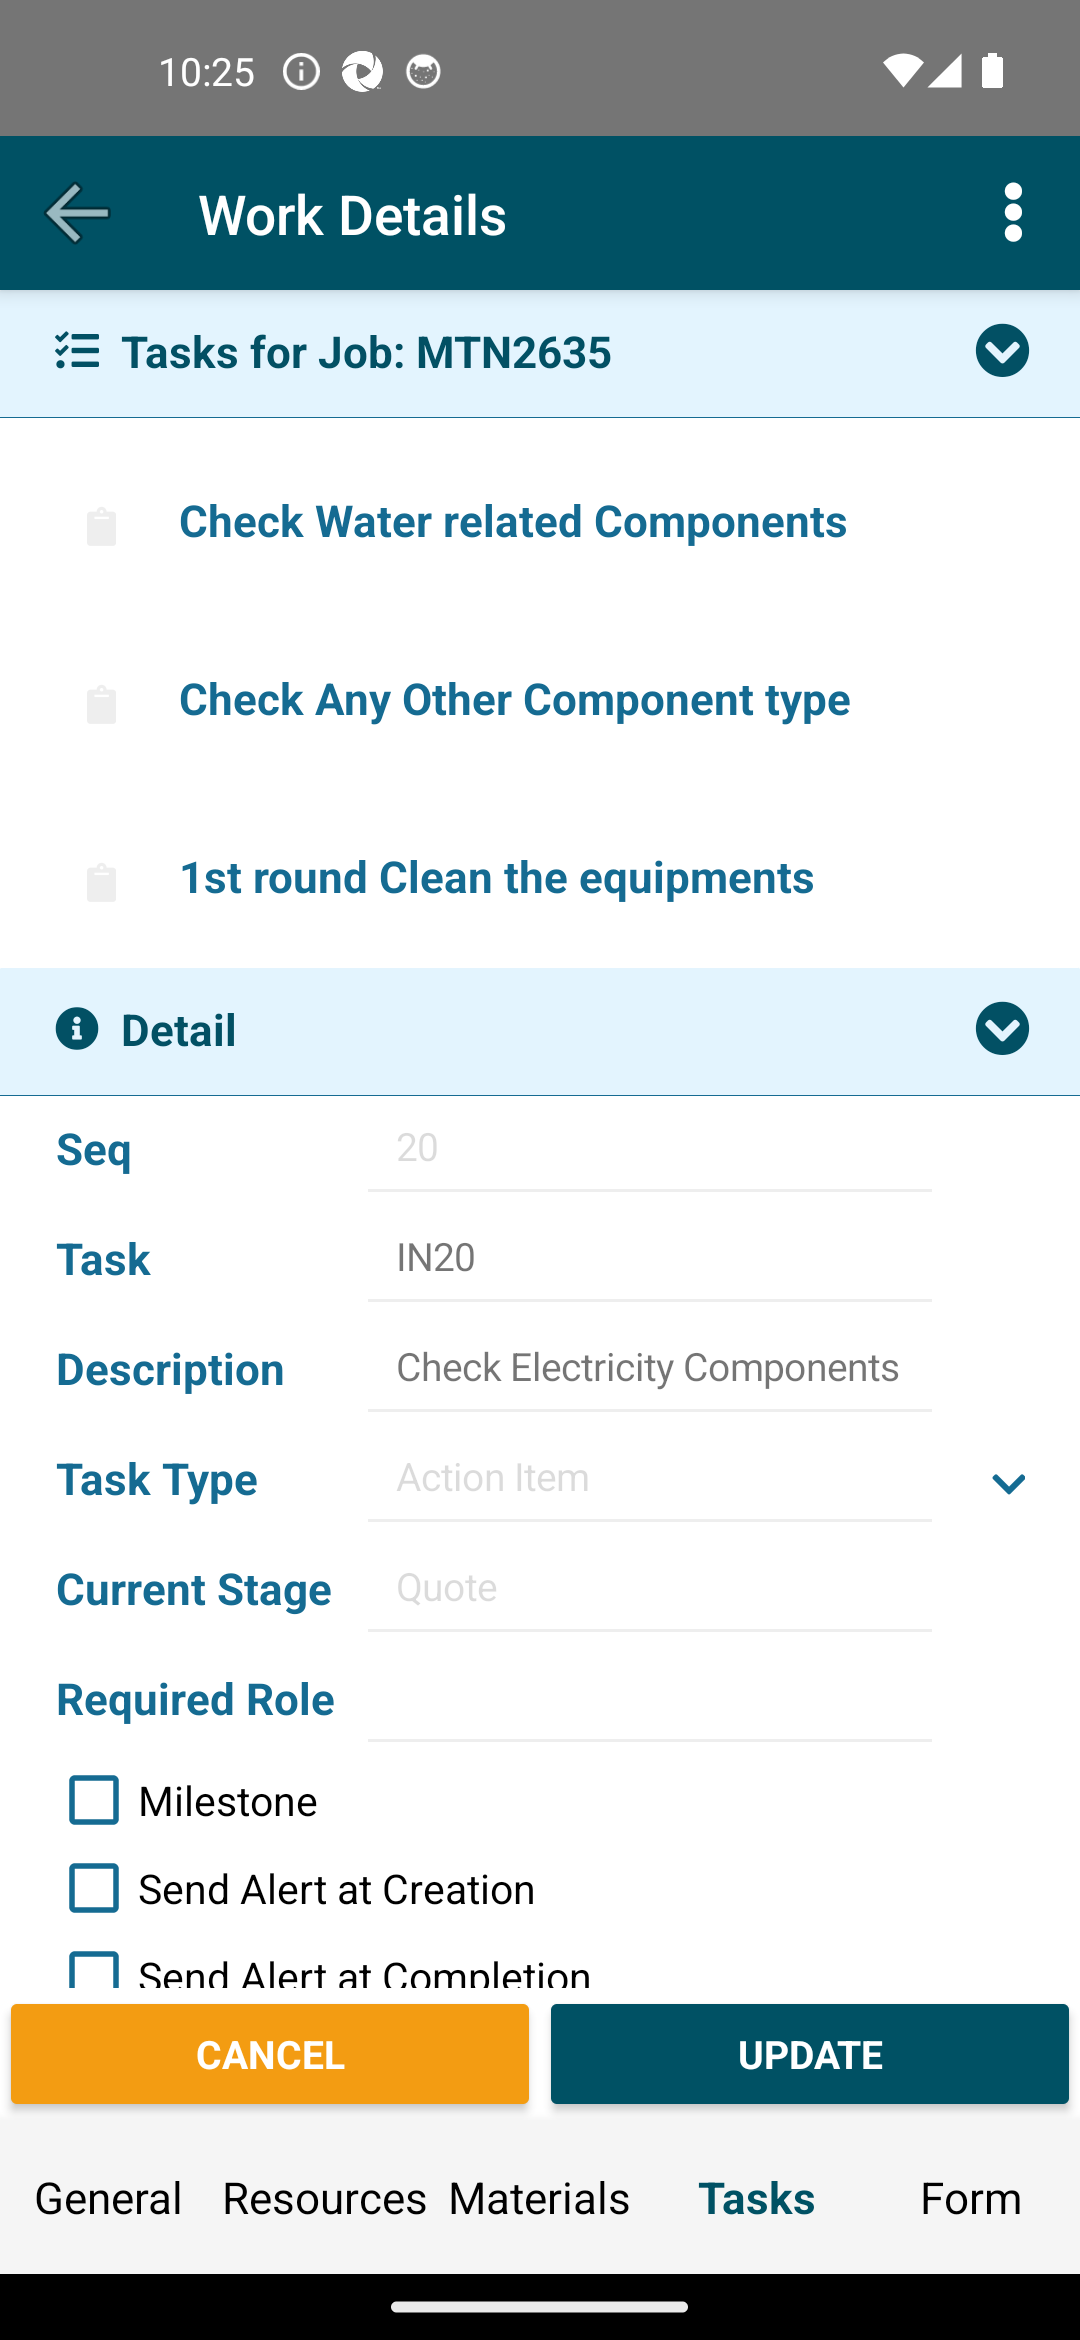 10:25
Work Details
Tasks for Job: MTN2635
Check Water related Components
Check Any Other Component type
1st round Clean the equipments
Detail
Seq 20
Task IN20
Description Check Electricity Components
Task Type Action Item
Current Stage Quote
Required Role
Milestone
Send Alert at Creation
Send Alert at Completion
CANCEL UPDATE
General Resources Materials Tasks Form